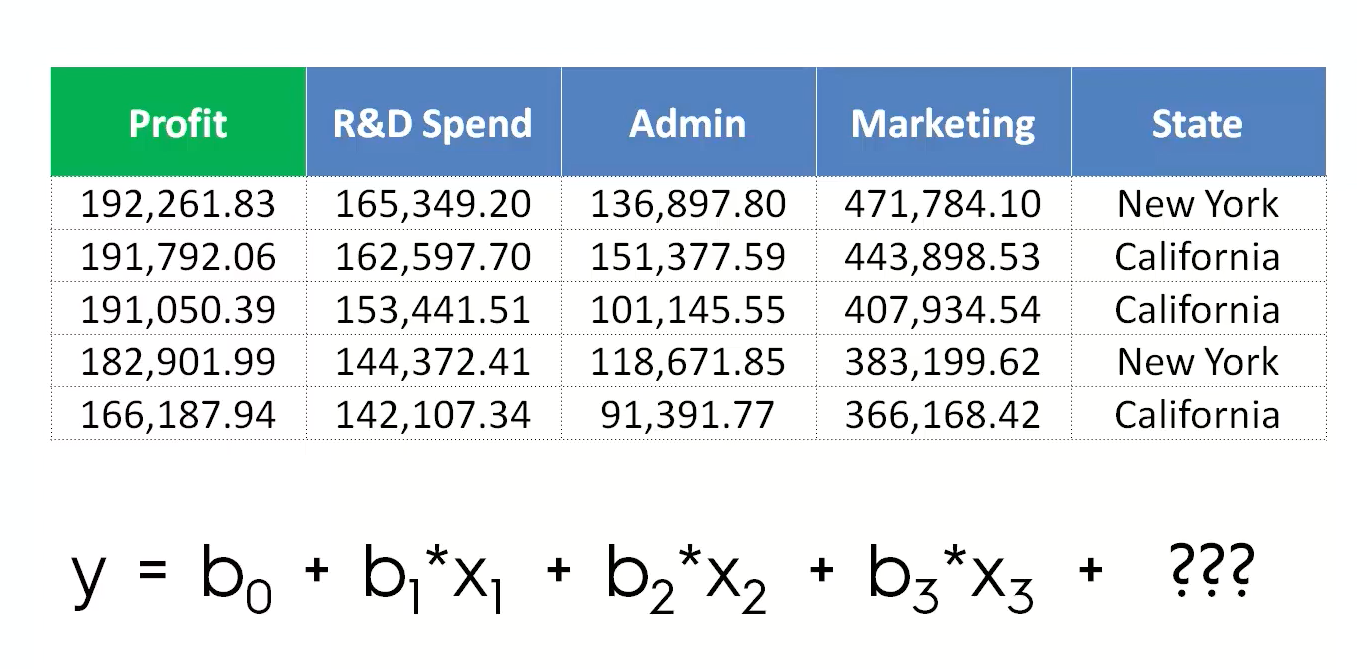 Profit R&D Spend Admin Marketing State
192,261.83 165,349.20 136,897.80 471,784.10 New York
191,792.06 162,597.70 151,377.59 443,898.53 California
191,050.39 153,441.51 101,145.55 407,934.54 California
182,901.99 144,372.41 118,671.85 383,199.62 New York
166,187.94 142,107.34 91,391.77 366,168.42 California
y = b₀ + b₁*x₁ + b₂*x₂ + b₃*x₃ + ???